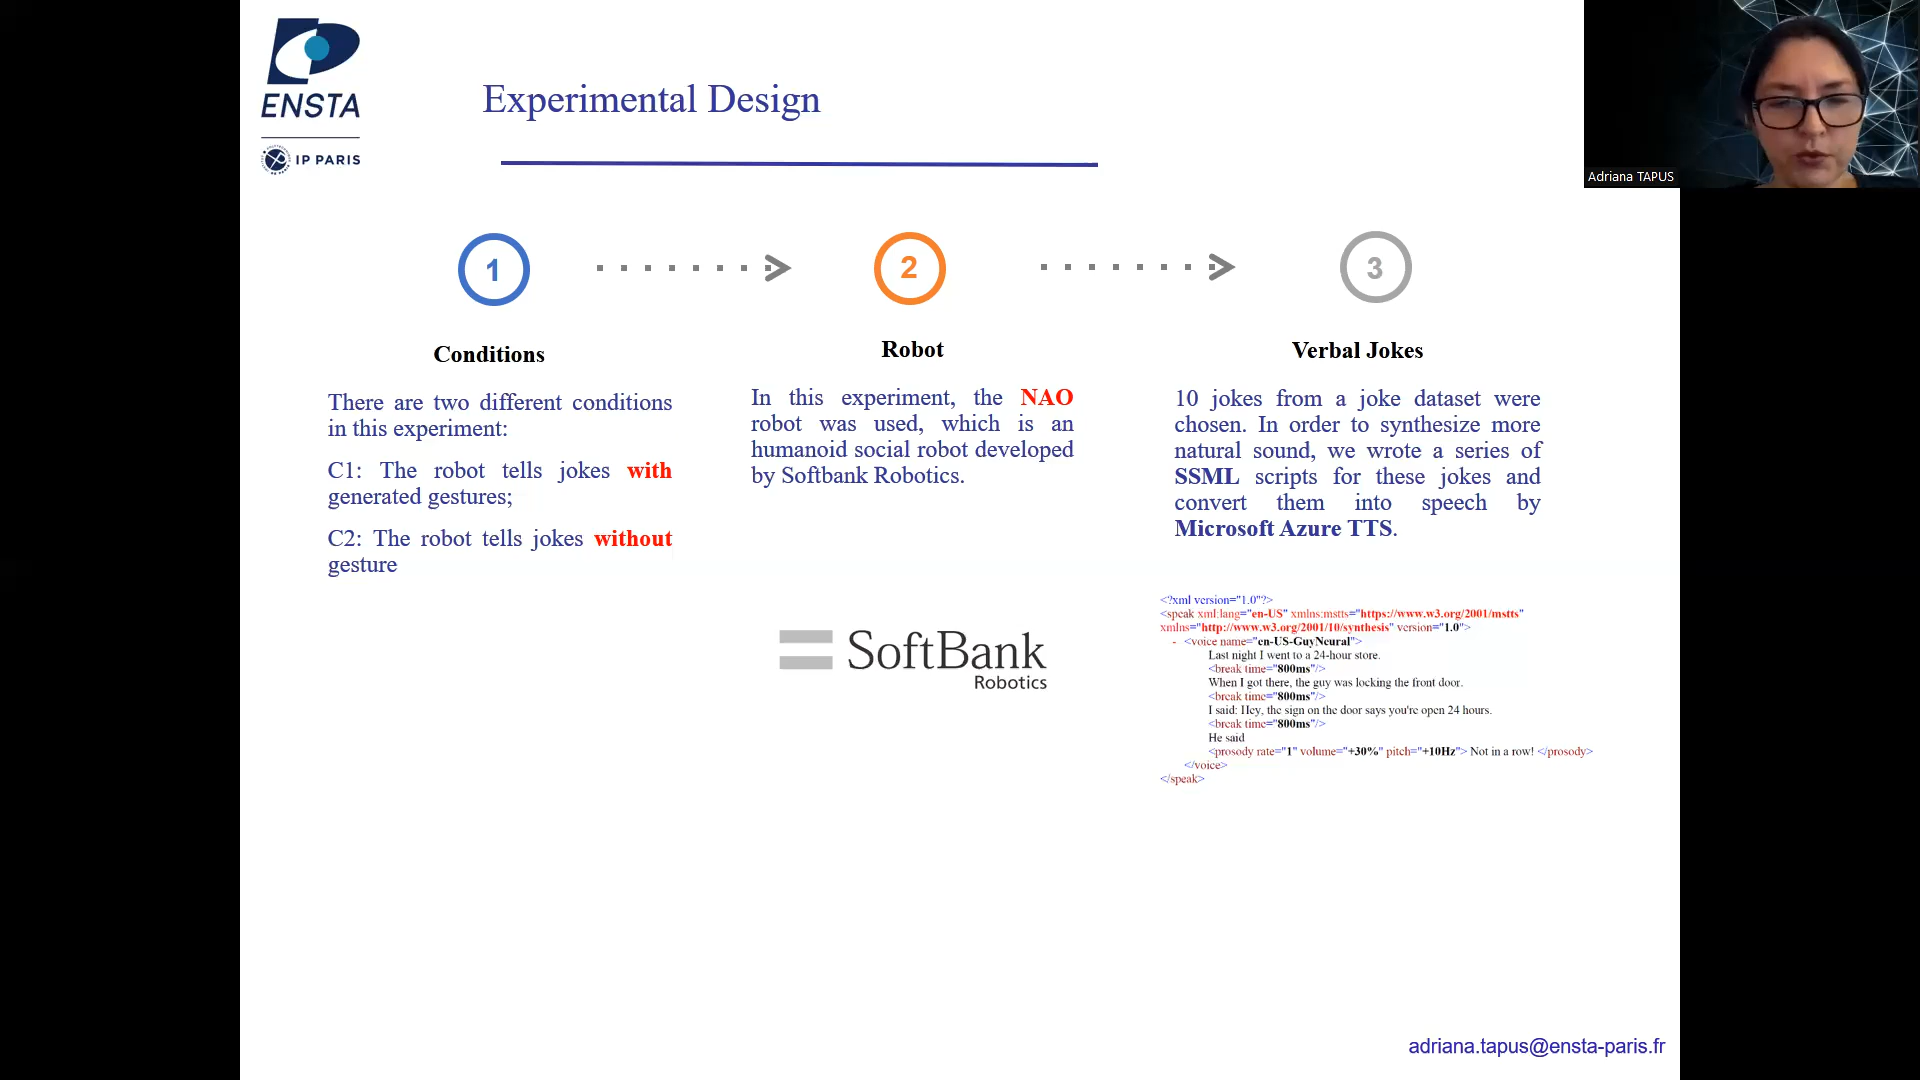 ENSTA
IP PARIS
Experimental Design
Adriana TAPUS
1
2
3
Conditions
There are two different conditions
in this experiment:
C1: The robot tells jokes with
generated gestures;
C2: The robot tells jokes without
gesture
Robot
In this experiment, the NAO
robot was used, which is an
humanoid social robot developed
by Softbank Robotics.
SoftBank
Robotics
Verbal Jokes
10 jokes from a joke dataset were
chosen. In order to synthesize more
natural sound, we wrote a series of
SSML scripts for these jokes and
convert them into speech by
Microsoft Azure TTS.
<?xml version="1.0"?>
<speak xml:lang="en-US" xmlns:mstts="https://www.w3.org/2001/mstts"
xmlns="http://www.w3.org/2001/10/synthesis" version="1.0">
- <voice name="en-US-GuyNeural">
Last night I went to a 24-hour store.
<break time="800ms"/>
When I got there, the guy was locking the front door.
<break time="800ms"/>
I said: Hey, the sign on the door says you're open 24 hours.
<break time="800ms"/>
He said
<prosody rate="1" volume="+30%" pitch="+10Hz"> Not in a row! </prosody>
</voice>
</speak>
adriana.tapus@ensta-paris.fr